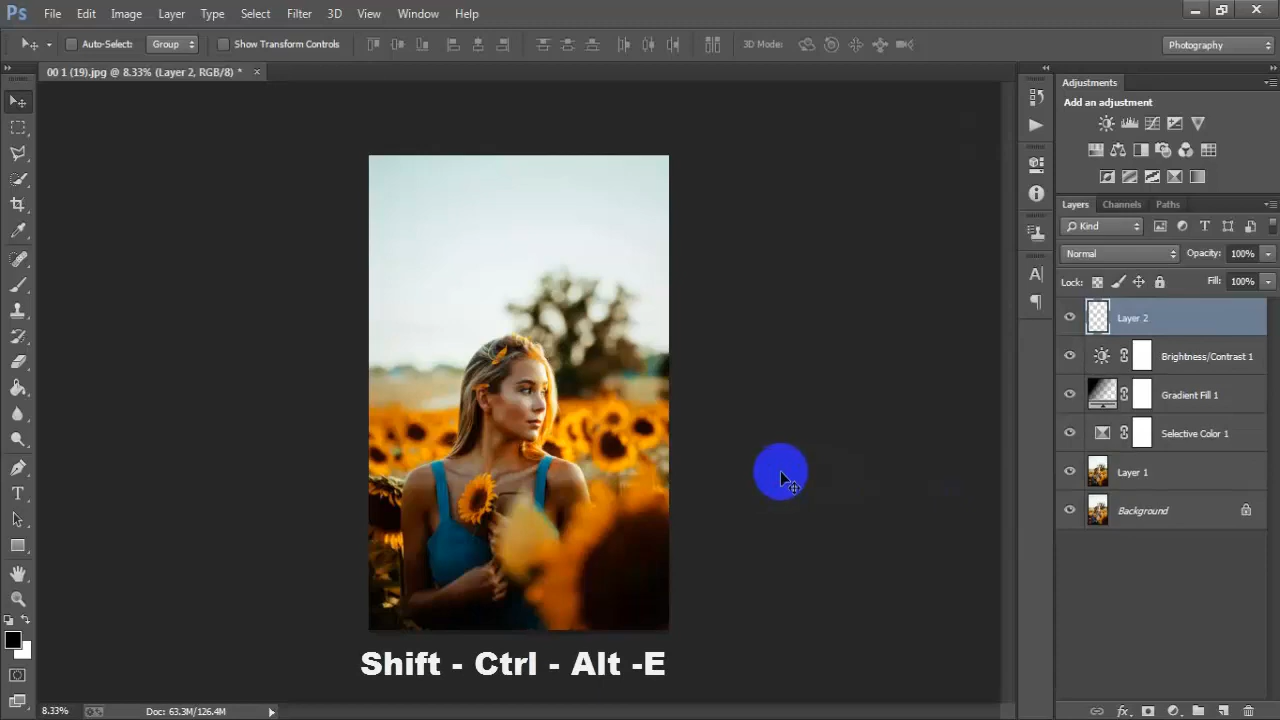 Ps File Edit Image Layer Type Select Filter 3D View Window Help
Auto-Select: Group Show Transform Controls 3D Mode: Photography
00 1 (19).jpg @ 8.33% (Layer 2, RGB/8) * ×
Adjustments
Add an adjustment
Layers Channels Paths
Kind
Normal Opacity: 100%
Lock: Fill: 100%
Layer 2
Brightness/Contrast 1
Gradient Fill 1
Selective Color 1
Layer 1
Background
Shift - Ctrl - Alt -E
8.33% Doc: 63.3M/126.4M